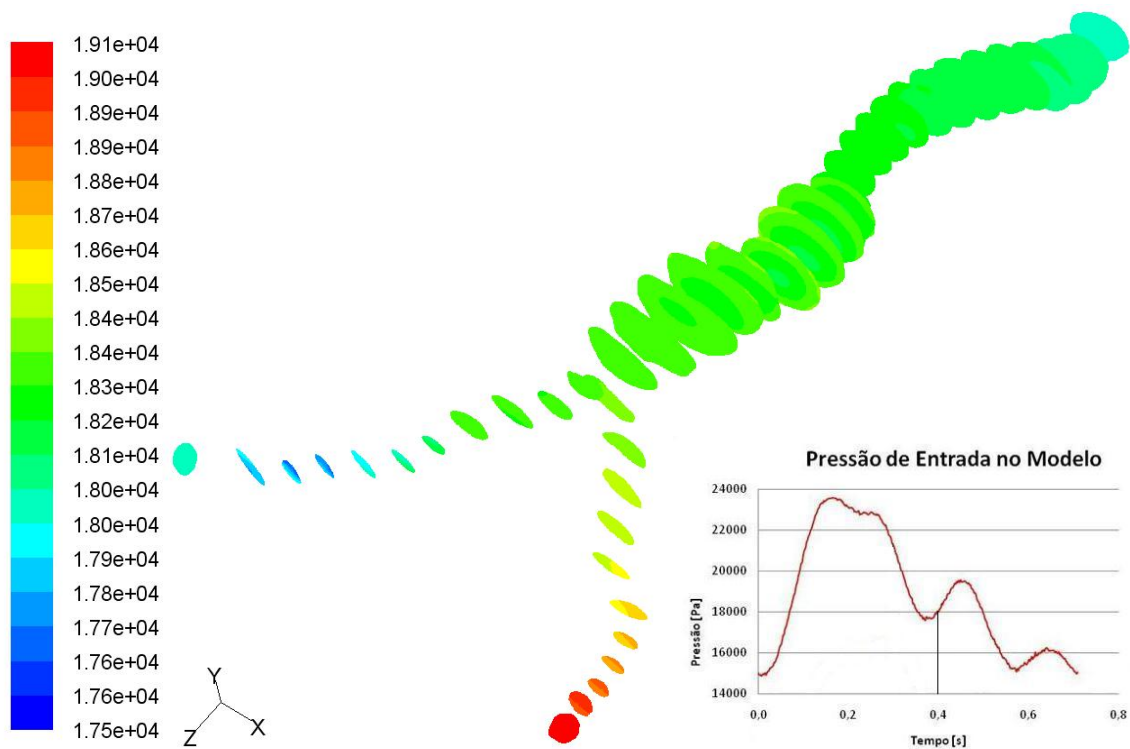 1.91e+04
1.90e+04
1.89e+04
1.89e+04
1.88e+04
1.87e+04
1.86e+04
1.85e+04
1.84e+04
1.84e+04
1.83e+04
1.82e+04
1.81e+04
1.80e+04
1.80e+04
1.79e+04
1.78e+04
1.77e+04
1.76e+04
1.76e+04
1.75e+04
Y
X
Z
Pressão de Entrada no Modelo
24000
22000
20000
18000
16000
14000
Pressão [Pa]
0,0
0,2
0,4
0,6
0,8
Tempo [s]